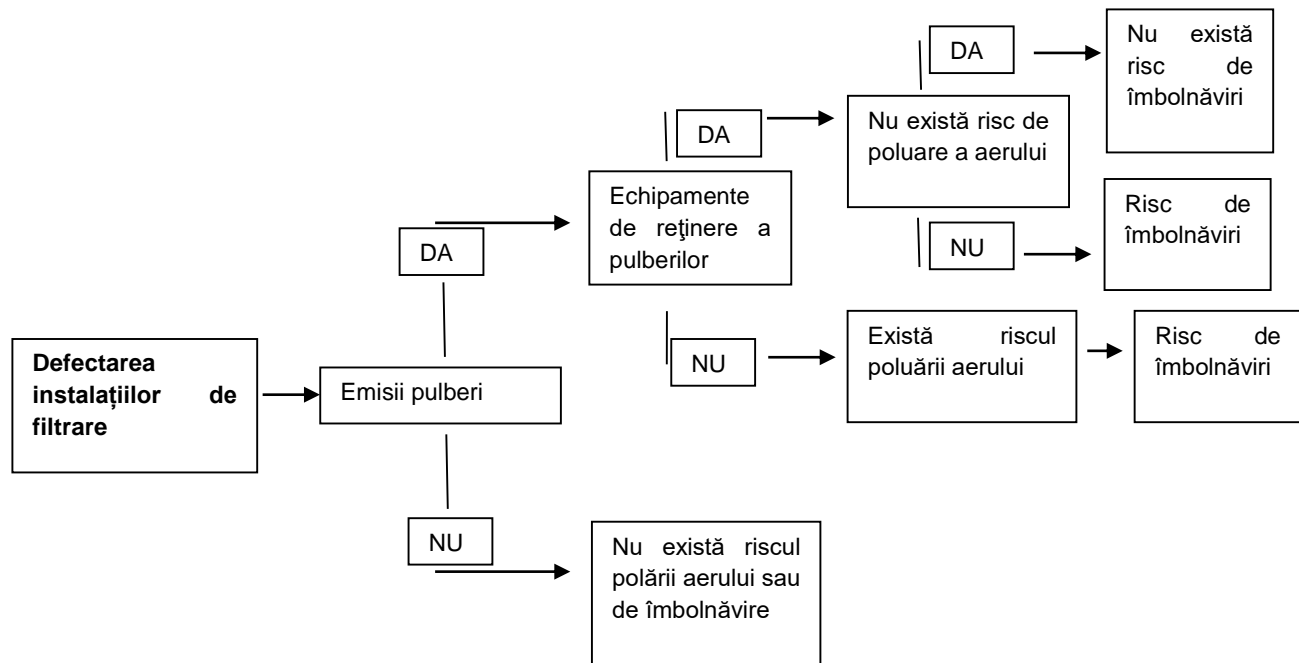 Defectarea
instalațiilor de
filtrare
Emisii pulberi
DA
NU
Echipamente
de reţinere a
pulberilor
Nu există riscul
polării aerului sau
de îmbolnăvire
DA
NU
Nu există risc de
poluare a aerului
Există riscul
poluării aerului
DA
NU
Nu există
risc de
îmbolnăviri
Risc de
îmbolnăviri
Risc de
îmbolnăviri